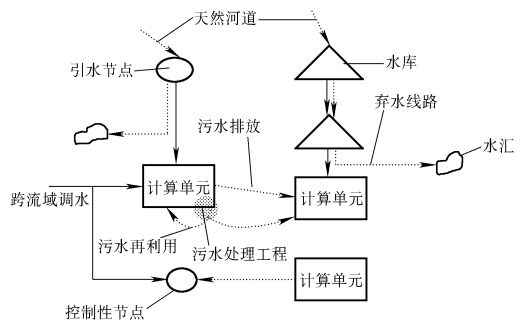 天然河道
引水节点
水库
弃水线路
污水排放
水汇
计算单元
计算单元
跨流域调水
污水再利用
污水处理工程
计算单元
控制性节点